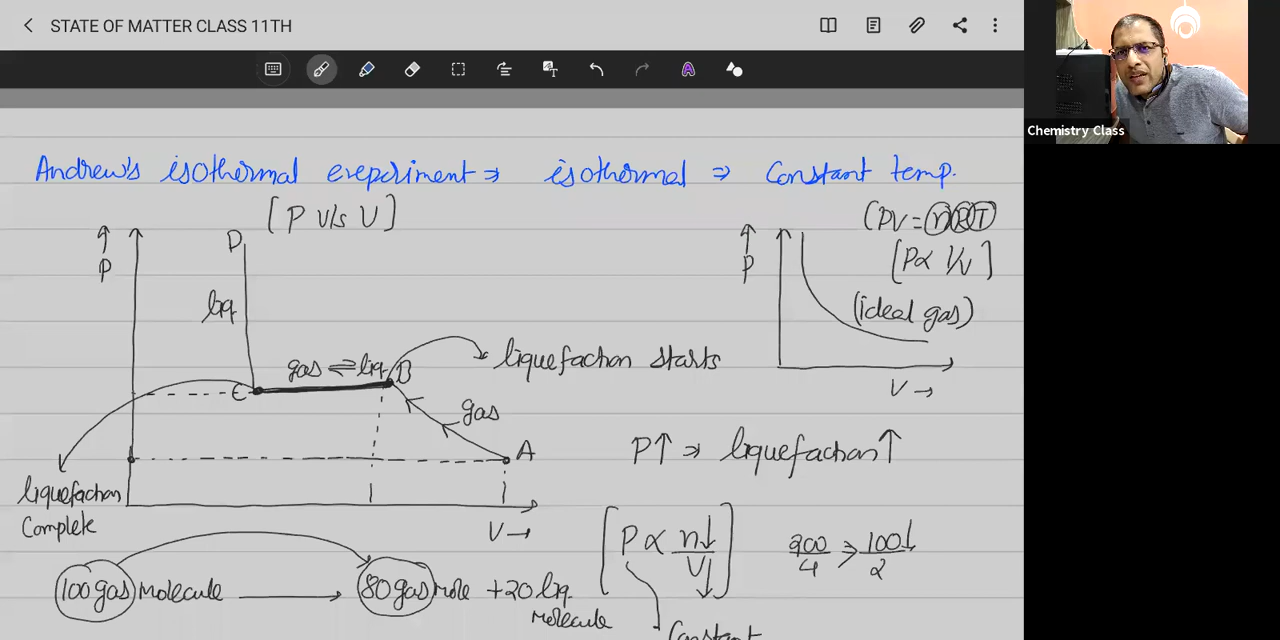 STATE OF MATTER CLASS 11TH
Chemistry Class
Andrew's isothermal experiment ⇒ isothermal ⇒ Constant temp.
[P V/s V]
(PV = nRT)
[P∝ 1/V]
(ideal gas)
↑ P
D
liq
gas ⇌ liq
B
liquefaction starts
C
gas
A
V →
liquefaction
Complete
↑ P
V →
P↑ ⇒ liquefaction↑
[P ∝ n↓/V↓]
Constant
200/4 ⇒ 100↓/2
100 gas molecule → 80 gas mole + 20 liq
molecule